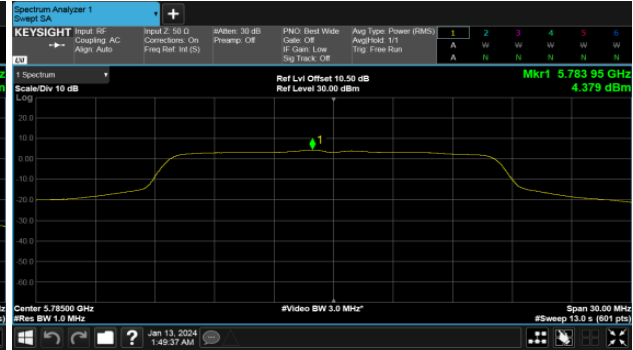 Spectrum Analyzer 1
Swept SA
+
KEYSIGHT Input: RF Input Z: 50 Ω #Atten: 30 dB PNO: Best Wide Avg Type: Power (RMS) 1 2 3 4 5 6
Coupling: AC Corrections: On Preamp: Off Gate: Off Avg|Hold: 1/1 A W W W W W
Align: Auto Freq Ref: Int (S) IF Gain: Low Trig: Free Run A N N N N N
Sig Track: Off
LXI
1 Spectrum Ref Lvl Offset 10.50 dB Mkr1 5.783 95 GHz
Scale/Div 10 dB Ref Level 30.00 dBm 4.379 dBm
Log
20.0
1
10.0
0.00
-10.0
-20.0
-30.0
-40.0
-50.0
-60.0
Center 5.78500 GHz #Video BW 3.0 MHz* Span 30.00 MHz
#Res BW 1.0 MHz #Sweep 13.0 s (601 pts)
? Jan 13, 2024
1:49:37 AM